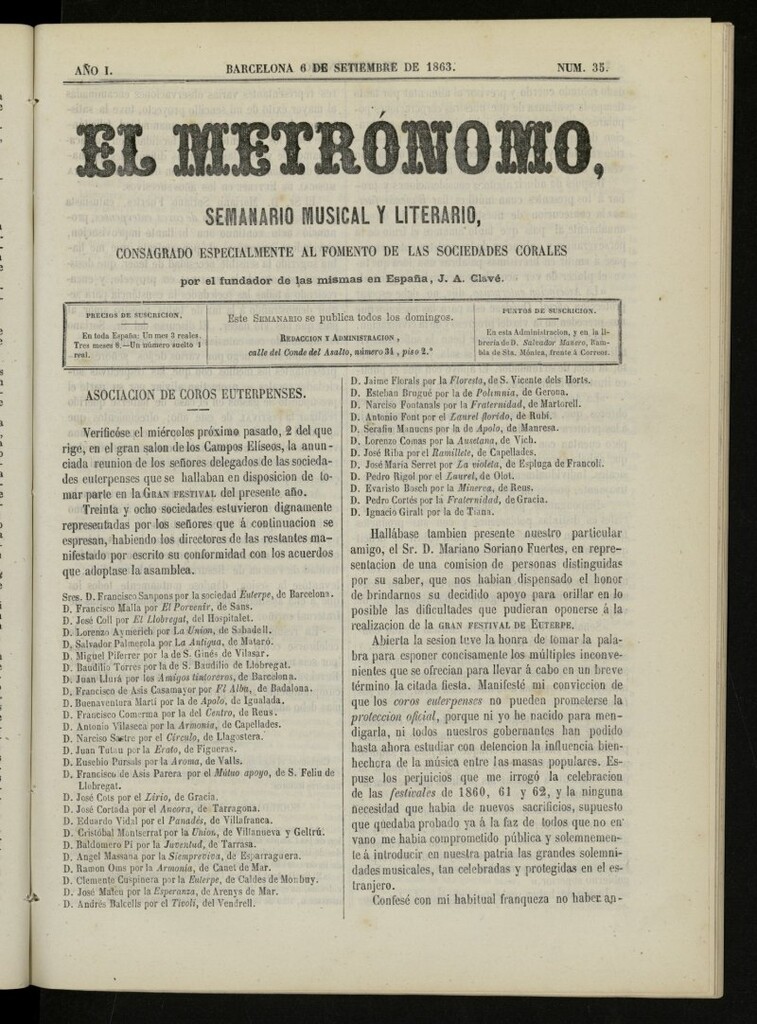 AÑO I.
BARCELONA 6 DE SETIEMBRE DE 1863.
NUM. 35.
EL METRÓNOMO,
SEMANARIO MUSICAL Y LITERARIO,
CONSAGRADO ESPECIALMENTE AL FOMENTO DE LAS SOCIEDADES CORALES
por el fundador de las mismas en España, J. A. Clavé.
PRECIOS DE SUSCRICION.
En toda España: Un mes 3 reales.
Tres meses 8.—Un número suelto 1
real.
Este SEMANARIO se publica todos los domingos.
REDACCION Y ADMINISTRACION,
calle del Conde del Asalto, número 34, piso 2.º
PUNTOS DE SUSCRICION.
En esta Administracion, y en la li-
brería de D. Salvador Manero, Ram-
bla de Sta. Mónica, frente á Correos.
ASOCIACION DE COROS EUTERPENSES.
Verificóse el miércoles próximo pasado, 2 del que
rige, en el gran salon de los Campos Elíseos, la anun-
ciada reunion de los señores delegados de las socieda-
des euterpenses que se hallaban en disposicion de to-
mar parte en la GRAN FESTIVAL del presente año.
Treinta y ocho sociedades estuvieron dignamente
representadas por los señores que á continuacion se
espresan, habiendo los directores de las restantes ma-
nifestado por escrito su conformidad con los acuerdos
que adoptase la asamblea.
Sres. D. Francisco Sanpons por la sociedad Euterpe, de Barcelona.
D. Francisco Malla por El Porvenir, de Sans.
D. José Coll por El Llobregat, del Hospitalet.
D. Lorenzo Aymerich por La Union, de Sabadell.
D. Salvador Palmerola por La Antigua, de Mataró.
D. Miguel Piferrer por la de S. Ginés de Vilasar.
D. Baudilio Torres por la de S. Baudilio de Llobregat.
D. Juan Llurá por los Amigos tintoreros, de Barcelona.
D. Francisco de Asis Casamayor por El Alba, de Badalona.
D. Buenaventura Martí por la de Apolo, de Igualada.
D. Francisco Comerma por la del Centro, de Reus.
D. Antonio Vilaseca por la Armonia, de Capellades.
D. Narciso Sastre por el Círculo, de Llagostera.
D. Juan Tutau por la Erato, de Figueras.
D. Eusebio Pursals por la Aroma, de Valls.
D. Francisco de Asis Parera por el Mútuo apoyo, de S. Feliu de
Llobregat.
D. José Cots por el Lirio, de Gracia.
D. José Cortada por el Ancora, de Tarragona.
D. Eduardo Vidal por el Panadés, de Villafranca.
D. Cristóbal Montserrat por la Union, de Villanueva y Geltrú.
D. Baldomero Pi por la Juventud, de Tarrasa.
D. Angel Massana por la Siempreviva, de Esparraguera.
D. Ramon Oms por la Armonia, de Canet de Mar.
D. Clemente Cuspinera por la Euterpe, de Caldes de Monbuy.
D. José Mateu por la Esperanza, de Arenys de Mar.
D. Andrés Balcells por el Tivoli, del Vendrell.
D. Jaime Florals por la Floresta, de S. Vicente dels Horts.
D. Esteban Brogué por la de Polimnia, de Gerona.
D. Narciso Fontanals por la Fraternidad, de Martorell.
D. Antonio Font por el Laurel florido, de Rubí.
D. Serafin Manucns por la de Apolo, de Manresa.
D. Lorenzo Comas por la Ausetana, de Vich.
D. José Riba por el Ramillete, de Capellades.
D. José María Serret por La violeta, de Espluga de Francolí.
D. Pedro Rigol por el Laurel, de Olot.
D. Evaristo Bosch por la Minerva, de Reus.
D. Pedro Cortés por la Fraternidad, de Gracia.
D. Ignacio Giralt por la de Tiana.
Hallábase tambien presente nuestro particular
amigo, el Sr. D. Mariano Soriano Fuertes, en repre-
sentacion de una comision de personas distinguidas
por su saber, que nos habian dispensado el honor
de brindarnos su decidido apoyo para orillar en lo
posible las dificultades que pudieran oponerse á la
realizacion de la GRAN FESTIVAL DE EUTERPE.
Abierta la sesion tuve la honra de tomar la pala-
bra para esponer concisamente los múltiples inconve-
nientes que se ofrecian para llevar á cabo en un breve
término la citada fiesta. Manifesté mi conviccion de
que los coros euterpenses no pueden prometerse la
proteccion oficial, porque ni yo he nacido para men-
digarla, ni todos nuestros gobernantes han podido
hasta ahora estudiar con detencion la influencia bien-
hechora de la música entre las masas populares. Es-
puse los perjuicios que me irrogó la celebracion
de las festivales de 1860, 61 y 62, y la ninguna
necesidad que habia de nuevos sacrificios, supuesto
que quedaba probado ya á la faz de todos que no en
vano me habia comprometido pública y solemnemen-
te á introducir en nuestra patria las grandes solemni-
dades musicales, tan celebradas y protegidas en el es-
tranjero.
Confesé con mi habitual franqueza no haber an-